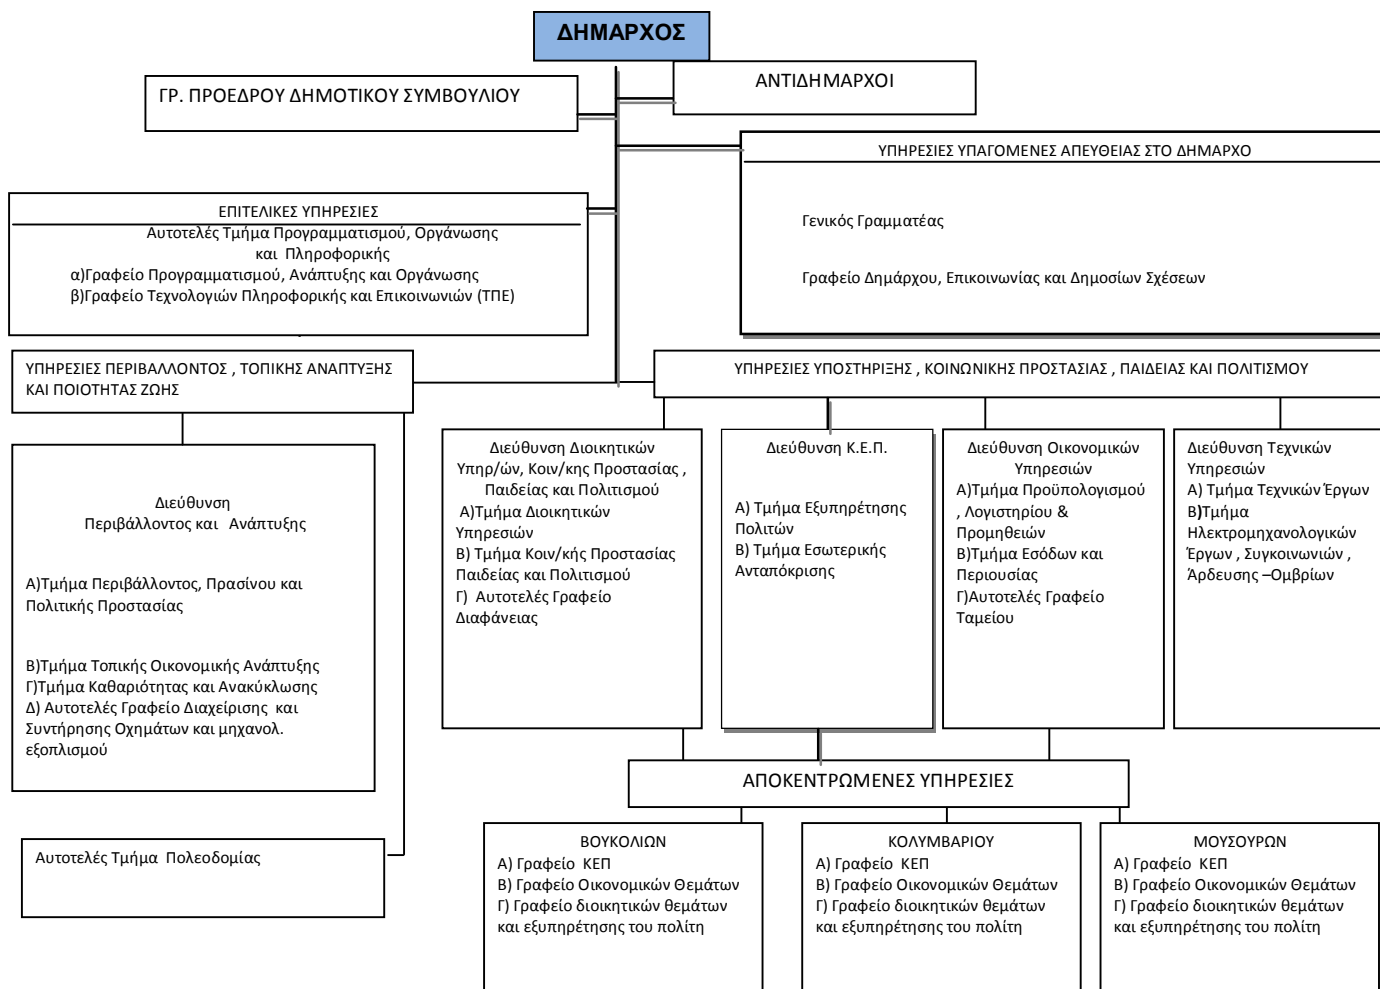 ΔΗΜΑΡΧΟΣ
ΑΝΤΙΔΗΜΑΡΧΟΙ
ΓΡ. ΠΡΟΕΔΡΟΥ ΔΗΜΟΤΙΚΟΥ ΣΥΜΒΟΥΛΙΟΥ
ΥΠΗΡΕΣΙΕΣ ΥΠΑΓΟΜΕΝΕΣ ΑΠΕΥΘΕΙΑΣ ΣΤΟ ΔΗΜΑΡΧΟ
Γενικός Γραμματέας
Γραφείο Δημάρχου, Επικοινωνίας και Δημοσίων Σχέσεων
ΕΠΙΤΕΛΙΚΕΣ ΥΠΗΡΕΣΙΕΣ
Αυτοτελές Τμήμα Προγραμματισμού, Οργάνωσης
και Πληροφορικής
α)Γραφείο Προγραμματισμού, Ανάπτυξης και Οργάνωσης
β)Γραφείο Τεχνολογιών Πληροφορικής και Επικοινωνιών (ΤΠΕ)
ΥΠΗΡΕΣΙΕΣ ΠΕΡΙΒΑΛΛΟΝΤΟΣ , ΤΟΠΙΚΗΣ ΑΝΑΠΤΥΞΗΣ
ΚΑΙ ΠΟΙΟΤΗΤΑΣ ΖΩΗΣ
ΥΠΗΡΕΣΙΕΣ ΥΠΟΣΤΗΡΙΞΗΣ , ΚΟΙΝΩΝΙΚΗΣ ΠΡΟΣΤΑΣΙΑΣ , ΠΑΙΔΕΙΑΣ ΚΑΙ ΠΟΛΙΤΙΣΜΟΥ
Διεύθυνση
Περιβάλλοντος και Ανάπτυξης
Α)Τμήμα Περιβάλλοντος, Πρασίνου και
Πολιτικής Προστασίας
Β)Τμήμα Τοπικής Οικονομικής Ανάπτυξης
Γ)Τμήμα Καθαριότητας και Ανακύκλωσης
Δ) Αυτοτελές Γραφείο Διαχείρισης και
Συντήρησης Οχημάτων και μηχανολ.
εξοπλισμού
Αυτοτελές Τμήμα Πολεοδομίας
Διεύθυνση Διοικητικών
Υπηρ/ών, Κοιν/κης Προστασίας ,
Παιδείας και Πολιτισμού
Α)Τμήμα Διοικητικών
Υπηρεσιών
Β) Τμήμα Κοιν/κής Προστασίας
Παιδείας και Πολιτισμού
Γ) Αυτοτελές Γραφείο
Διαφάνειας
Διεύθυνση Κ.Ε.Π.
Α) Τμήμα Εξυπηρέτησης
Πολιτών
Β) Τμήμα Εσωτερικής
Ανταπόκρισης
Διεύθυνση Οικονομικών
Υπηρεσιών
Α)Τμήμα Προϋπολογισμού
, Λογιστηρίου &
Προμηθειών
Β)Τμήμα Εσόδων και
Περιουσίας
Γ)Αυτοτελές Γραφείο
Ταμείου
Διεύθυνση Τεχνικών
Υπηρεσιών
Α) Τμήμα Τεχνικών Έργων
Β)Τμήμα
Ηλεκτρομηχανολογικών
Έργων , Συγκοινωνιών ,
Άρδευσης –Ομβρίων
ΑΠΟΚΕΝΤΡΩΜΕΝΕΣ ΥΠΗΡΕΣΙΕΣ
ΒΟΥΚΟΛΙΩΝ
Α) Γραφείο ΚΕΠ
Β) Γραφείο Οικονομικών Θεμάτων
Γ) Γραφείο διοικητικών θεμάτων
και εξυπηρέτησης του πολίτη
ΚΟΛΥΜΒΑΡΙΟΥ
Α) Γραφείο ΚΕΠ
Β) Γραφείο Οικονομικών Θεμάτων
Γ) Γραφείο διοικητικών θεμάτων
και εξυπηρέτησης του πολίτη
ΜΟΥΣΟΥΡΩΝ
Α) Γραφείο ΚΕΠ
Β) Γραφείο Οικονομικών Θεμάτων
Γ) Γραφείο διοικητικών θεμάτων
και εξυπηρέτησης του πολίτη